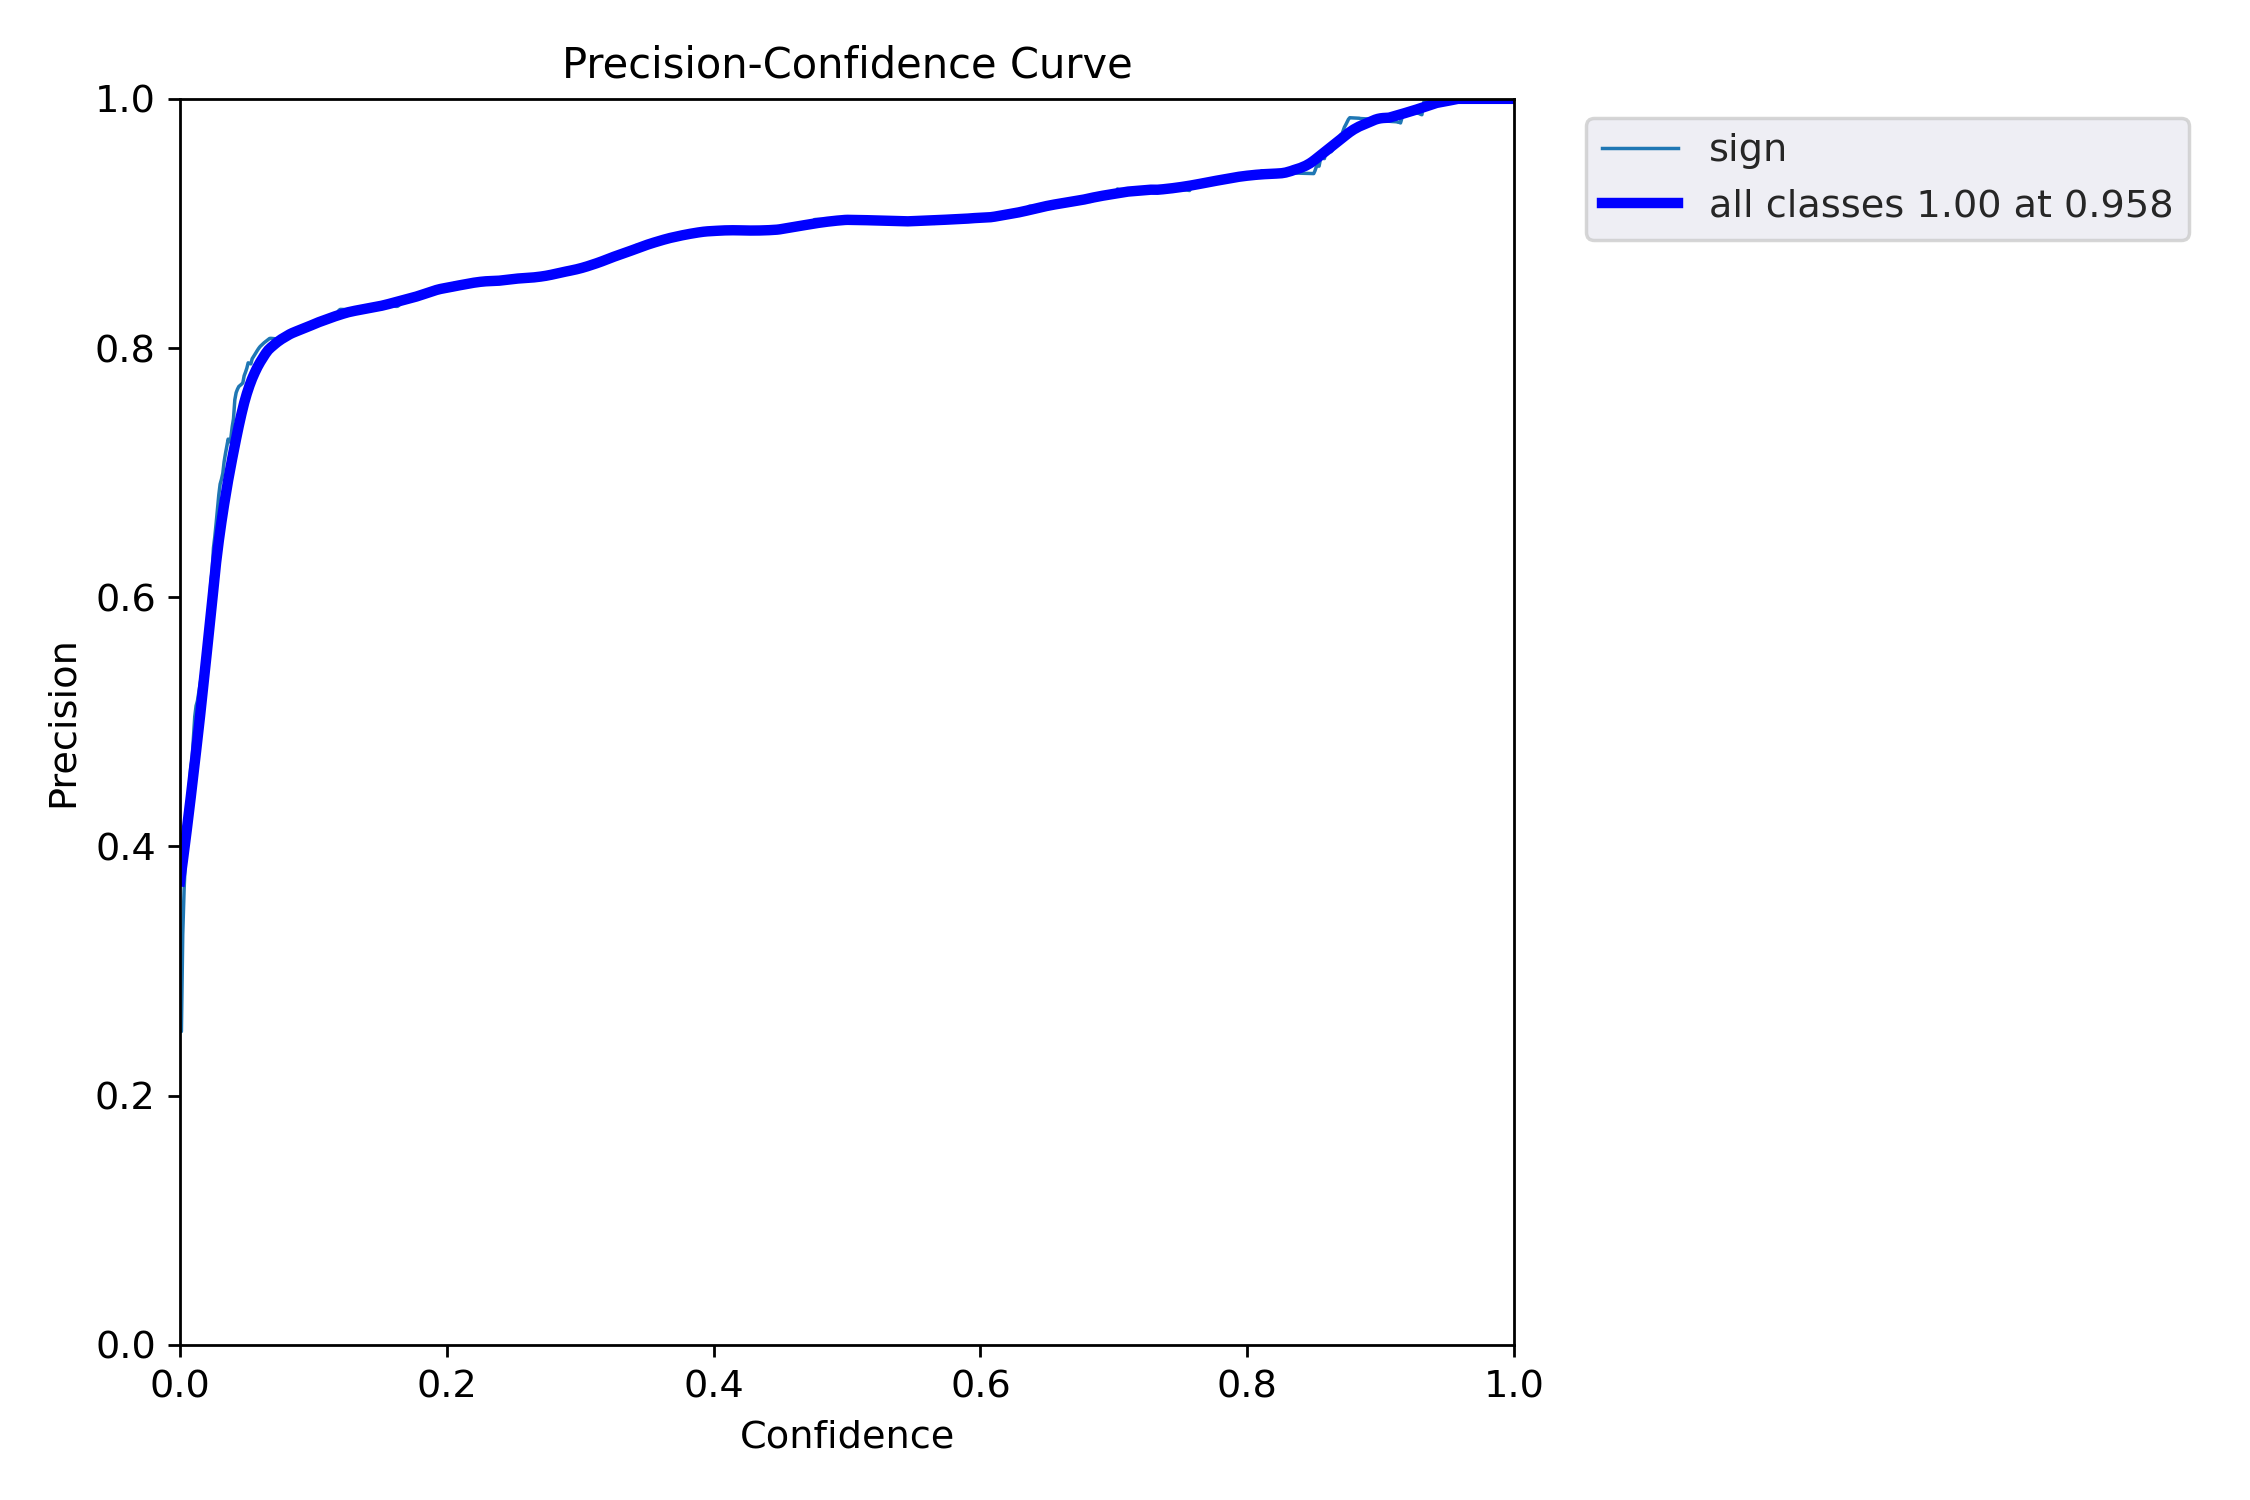 Precision-Confidence Curve
1.0
0.8
0.6
0.4
0.2
0.0
Precision
0.0 0.2 0.4 0.6 0.8 1.0
Confidence
sign
all classes 1.00 at 0.958